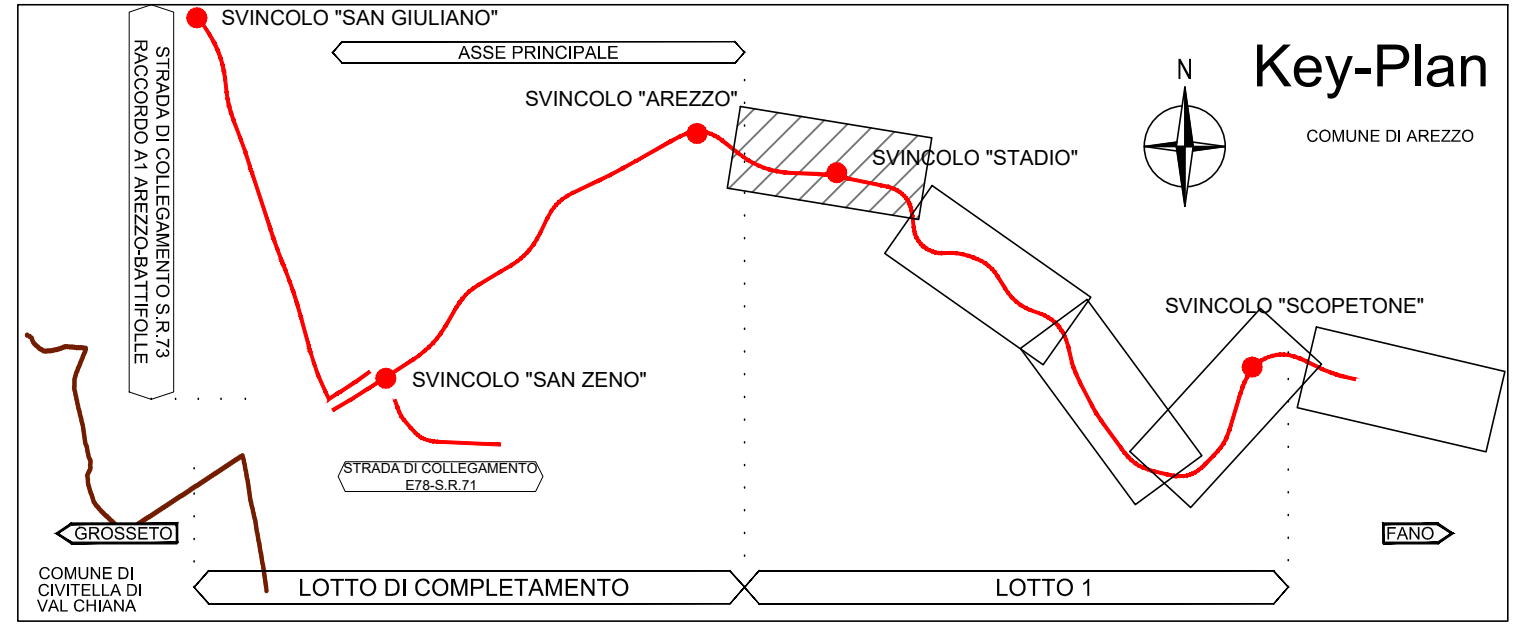 SVINCOLO "SAN GIULIANO"
STRADA DI COLLEGAMENTO S.R.73
RACCORDO A1 AREZZO-BATTIFOLLE
ASSE PRINCIPALE
Key-Plan
N
SVINCOLO "AREZZO"
COMUNE DI AREZZO
SVINCOLO "STADIO"
SVINCOLO "SCOPETONE"
SVINCOLO "SAN ZENO"
STRADA DI COLLEGAMENTO
E78-S.R.71
GROSSETO
FANO
COMUNE DI
CIVITELLA DI
VAL CHIANA
LOTTO DI COMPLETAMENTO
LOTTO 1